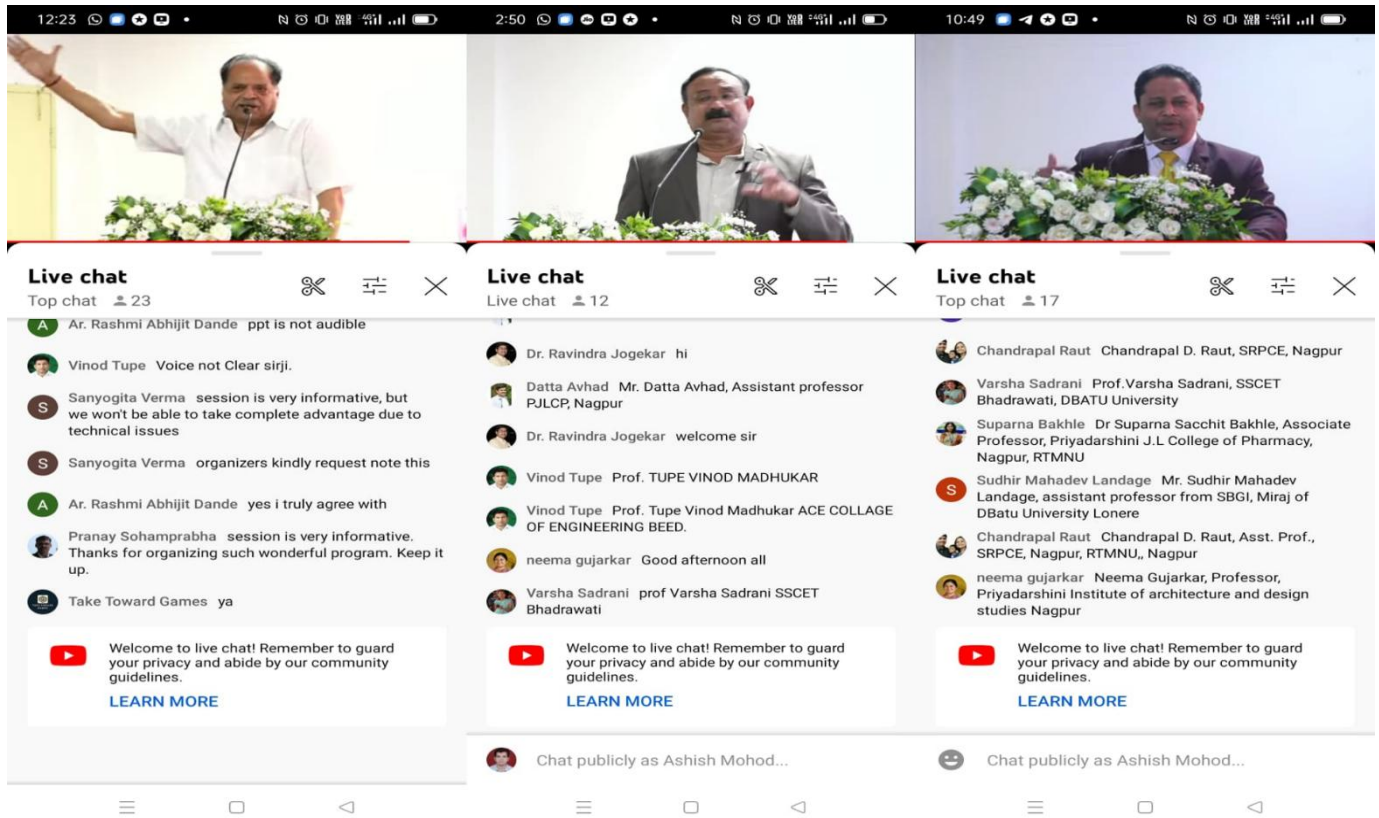 12:23
Live chat
Top chat 23
A Ar. Rashmi Abhijit Dande ppt is not audible
Vinod Tupe Voice not Clear sirji.
S Sanyogita Verma session is very informative, but
we won't be able to take complete advantage due to
technical issues
S Sanyogita Verma organizers kindly request note this
A Ar. Rashmi Abhijit Dande yes i truly agree with
Pranay Sohamprabha session is very informative.
Thanks for organizing such wonderful program. Keep it
up.
Take Toward Games ya
Welcome to live chat! Remember to guard
your privacy and abide by our community
guidelines.
LEARN MORE
2:50
Live chat
Live chat 12
Dr. Ravindra Jogekar hi
Datta Avhad Mr. Datta Avhad, Assistant professor
PJLCP, Nagpur
Dr. Ravindra Jogekar welcome sir
Vinod Tupe Prof. TUPE VINOD MADHUKAR
Vinod Tupe Prof. Tupe Vinod Madhukar ACE COLLAGE
OF ENGINEERING BEED.
neema gujarkar Good afternoon all
Varsha Sadrani prof Varsha Sadrani SSCET
Bhadrawati
Welcome to live chat! Remember to guard
your privacy and abide by our community
guidelines.
LEARN MORE
Chat publicly as Ashish Mohod...
10:49
Live chat
Top chat 17
Chandrapal Raut Chandrapal D. Raut, SRPCE, Nagpur
Varsha Sadrani Prof.Varsha Sadrani, SSCET
Bhadrawati, DBATU University
Suparna Bakhle Dr Suparna Sacchit Bakhle, Associate
Professor, Priyadarshini J.L College of Pharmacy,
Nagpur, RTMNU
S Sudhir Mahadev Landage Mr. Sudhir Mahadev
Landage, assistant professor from SBGI, Miraj of
DBatu University Lonere
Chandrapal Raut Chandrapal D. Raut, Asst. Prof.,
SRPCE, Nagpur, RTMNU,, Nagpur
neema gujarkar Neema Gujarkar, Professor,
Priyadarshini Institute of architecture and design
studies Nagpur
Welcome to live chat! Remember to guard
your privacy and abide by our community
guidelines.
LEARN MORE
Chat publicly as Ashish Mohod...